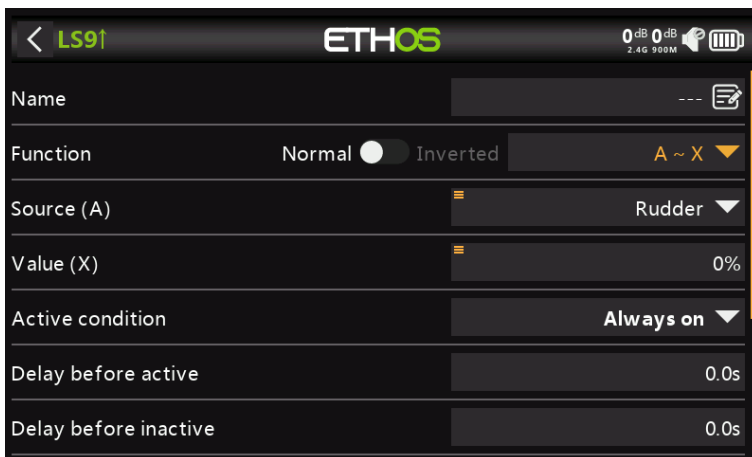 LS9↑ ETHOS 0dB 0dB
2.4G 900M
Name ---
Function Normal Inverted A ~ X
Source (A) Rudder
Value (X) 0%
Active condition Always on
Delay before active 0.0s
Delay before inactive 0.0s